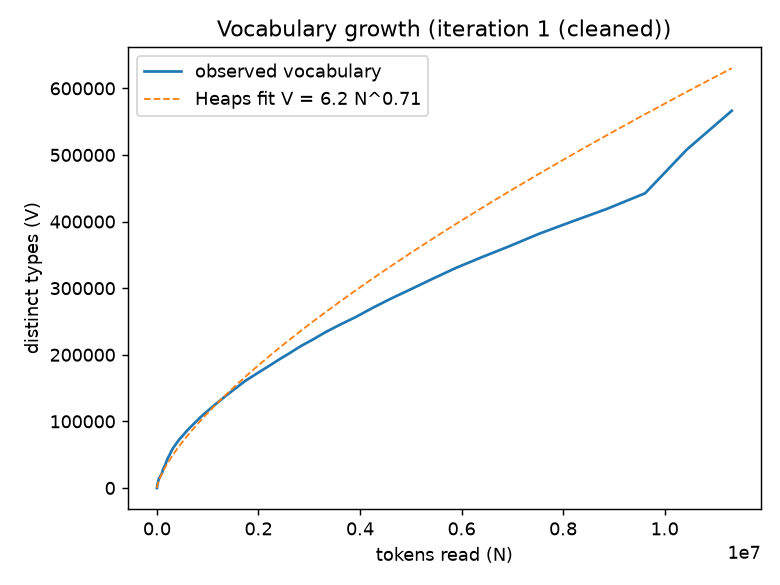 Vocabulary growth (iteration 1 (cleaned))
observed vocabulary
Heaps fit V = 6.2 N^0.71
distinct types (V)
600000
500000
400000
300000
200000
100000
0
0.0 0.2 0.4 0.6 0.8 1.0
1e7
tokens read (N)